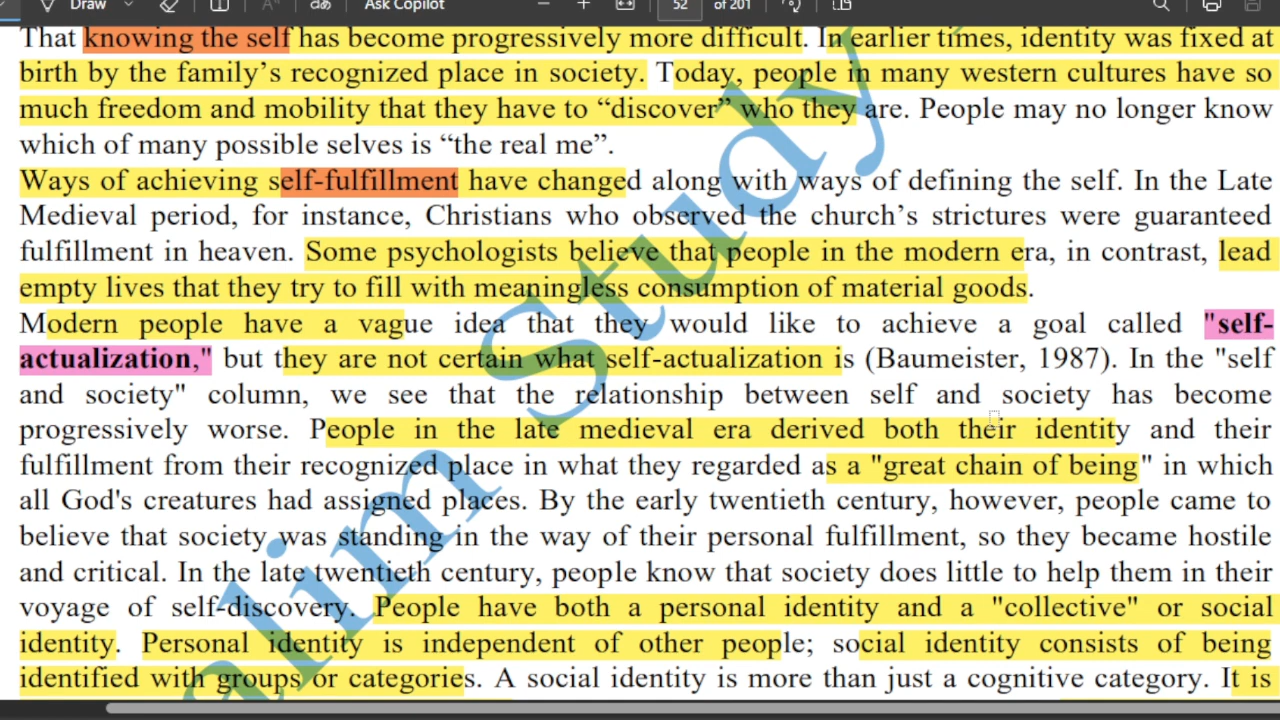 Draw
Ask Copilot
52 of 201
That knowing the self has become progressively more difficult. In earlier times, identity was fixed at
birth by the family's recognized place in society. Today, people in many western cultures have so
much freedom and mobility that they have to “discover” who they are. People may no longer know
which of many possible selves is “the real me”.
Ways of achieving self-fulfillment have changed along with ways of defining the self. In the Late
Medieval period, for instance, Christians who observed the church's strictures were guaranteed
fulfillment in heaven. Some psychologists believe that people in the modern era, in contrast, lead
empty lives that they try to fill with meaningless consumption of material goods.
Modern people have a vague idea that they would like to achieve a goal called "self-
actualization," but they are not certain what self-actualization is (Baumeister, 1987). In the "self
and society" column, we see that the relationship between self and society has become
progressively worse. People in the late medieval era derived both their identity and their
fulfillment from their recognized place in what they regarded as a "great chain of being" in which
all God's creatures had assigned places. By the early twentieth century, however, people came to
believe that society was standing in the way of their personal fulfillment, so they became hostile
and critical. In the late twentieth century, people know that society does little to help them in their
voyage of self-discovery. People have both a personal identity and a "collective" or social
identity. Personal identity is independent of other people; social identity consists of being
identified with groups or categories. A social identity is more than just a cognitive category. It is
alim Study